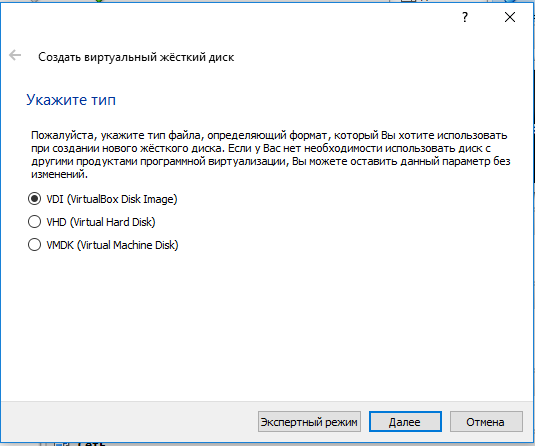 ?
Создать виртуальный жёсткий диск
Укажите тип
Пожалуйста, укажите тип файла, определяющий формат, который Вы хотите использовать
при создании нового жёсткого диска. Если у Вас нет необходимости использовать диск с
другими продуктами программной виртуализации, Вы можете оставить данный параметр без
изменений.
VDI (VirtualBox Disk Image)
VHD (Virtual Hard Disk)
VMDK (Virtual Machine Disk)
Экспертный режим Далее Отмена
Сеть